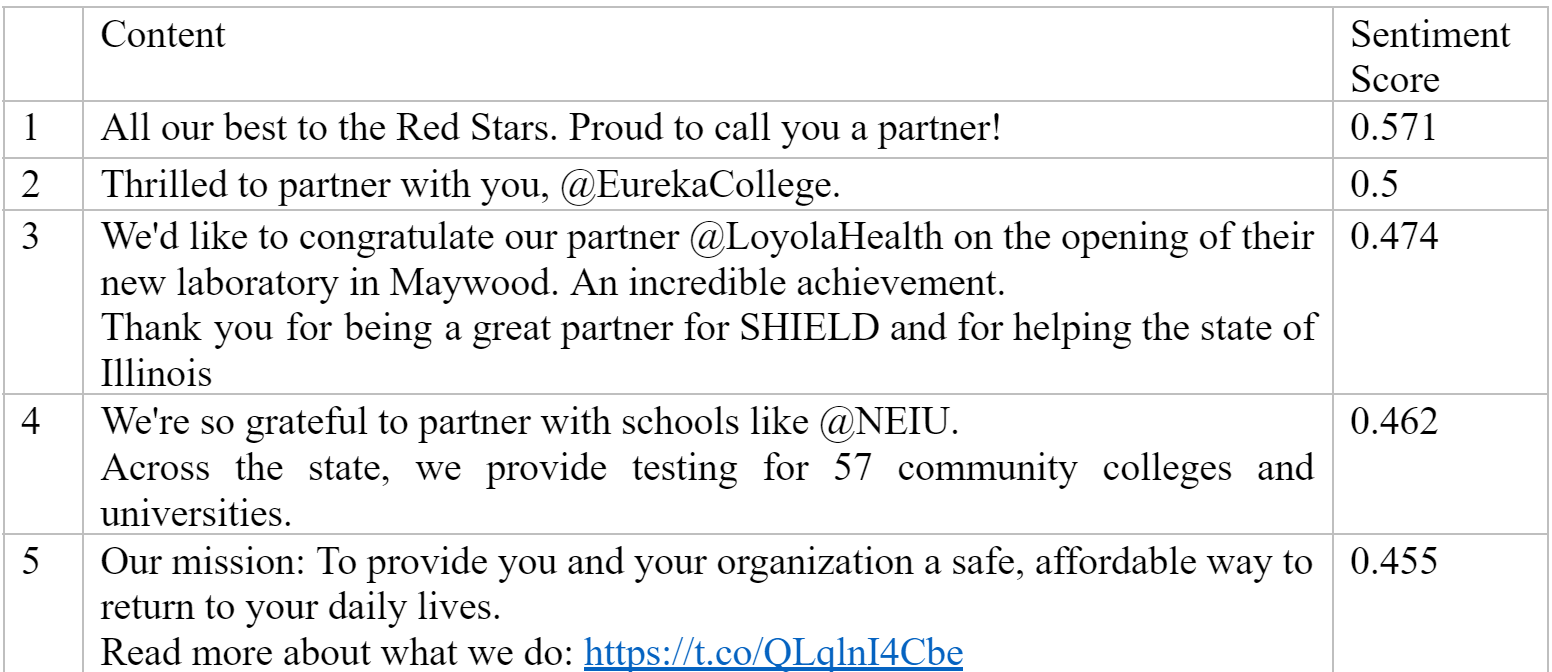 Content
Sentiment
Score
1
All our best to the Red Stars. Proud to call you a partner!
0.571
2
Thrilled to partner with you, @EurekaCollege.
0.5
3
We'd like to congratulate our partner @LoyolaHealth on the opening of their
0.474
new laboratory in Maywood. An incredible achievement.
Thank you for being a great partner for SHIELD and for helping the state of
Illinois
4
We're so grateful to partner with schools like @NEIU.
0.462
Across the state, we provide testing for 57 community colleges and
universities.
5
Our mission: To provide you and your organization a safe, affordable way to
0.455
return to your daily lives.
Read more about what we do: https://t.co/QLqlnI4Cbe